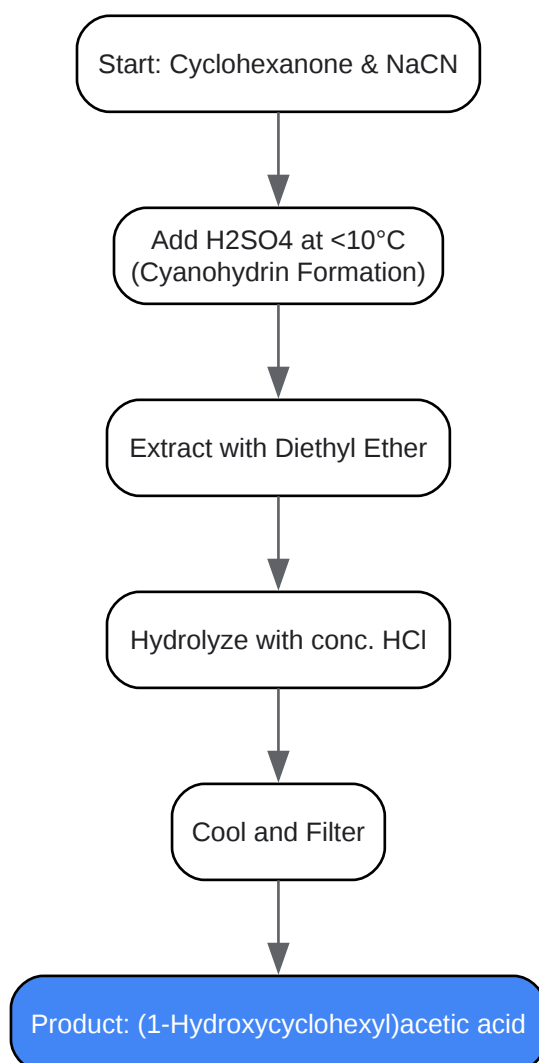 Start: Cyclohexanone & NaCN
Add H2SO4 at <10°C
(Cyanohydrin Formation)
Extract with Diethyl Ether
Hydrolyze with conc. HCl
Cool and Filter
Product: (1-Hydroxycyclohexyl)acetic acid